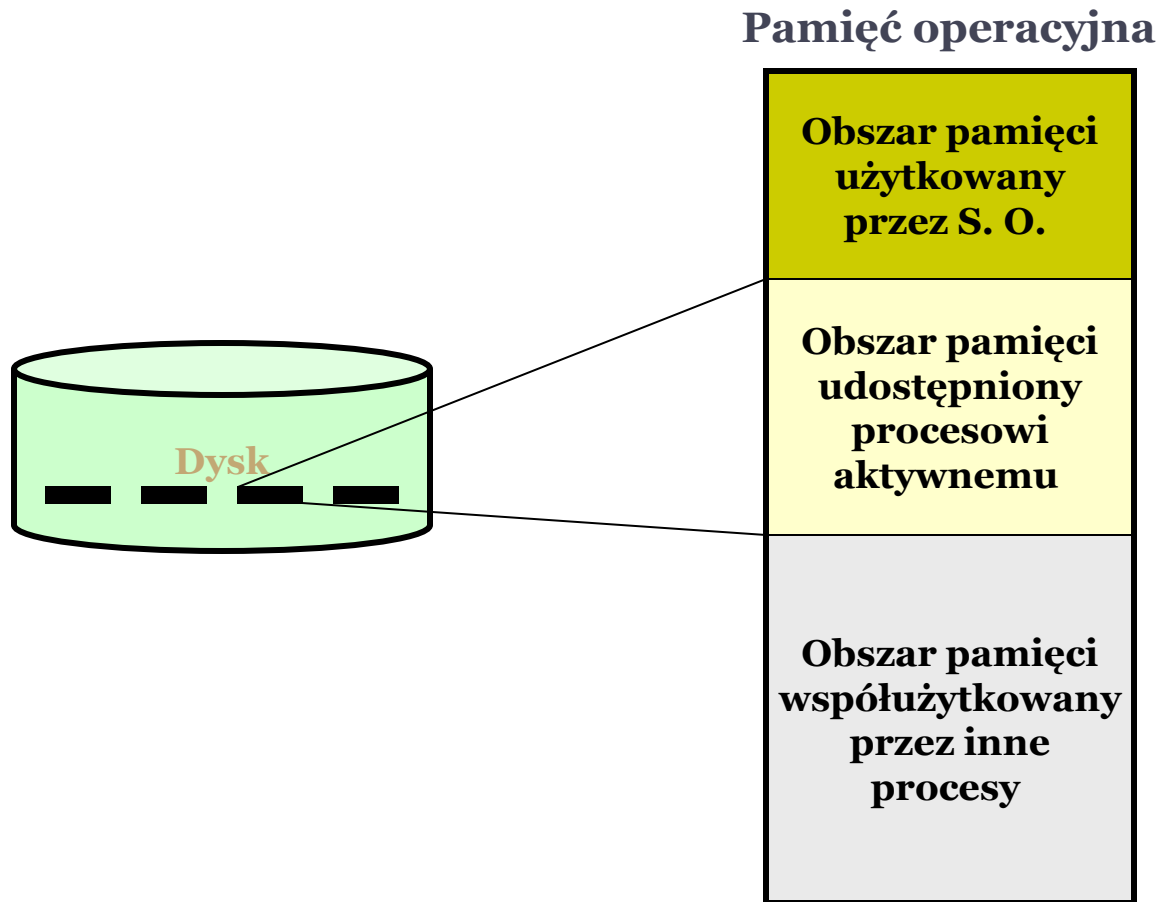 Pamięć operacyjna
Obszar pamięci
użytkowany
przez S. O.
Obszar pamięci
udostępniony
procesowi
aktywnemu
Dysk
Obszar pamięci
współużytkowany
przez inne
procesy